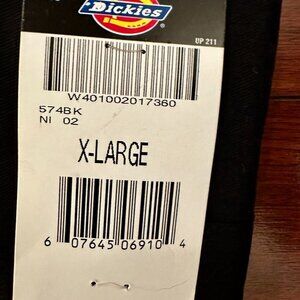 Dickies
UP 211
W401002017360
574BK
NI 02
X-LARGE
6 07645 06910 4